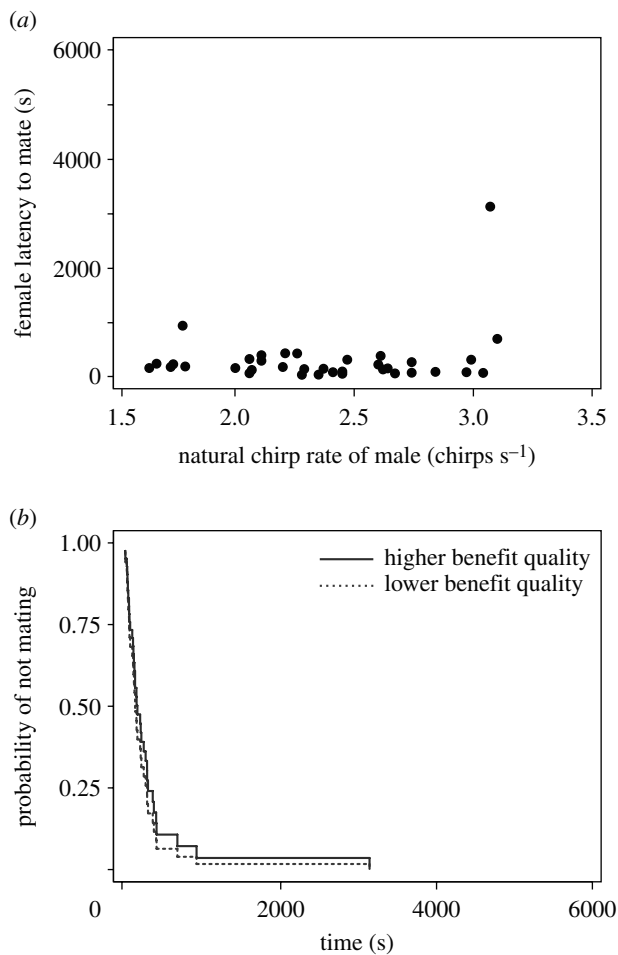 (a)
6000
4000
2000
0
female latency to mate (s)
1.5 2.0 2.5 3.0 3.5
natural chirp rate of male (chirps s⁻¹)
(b)
1.00
0.75
0.50
0.25
0
probability of not mating
higher benefit quality
lower benefit quality
2000 4000 6000
time (s)